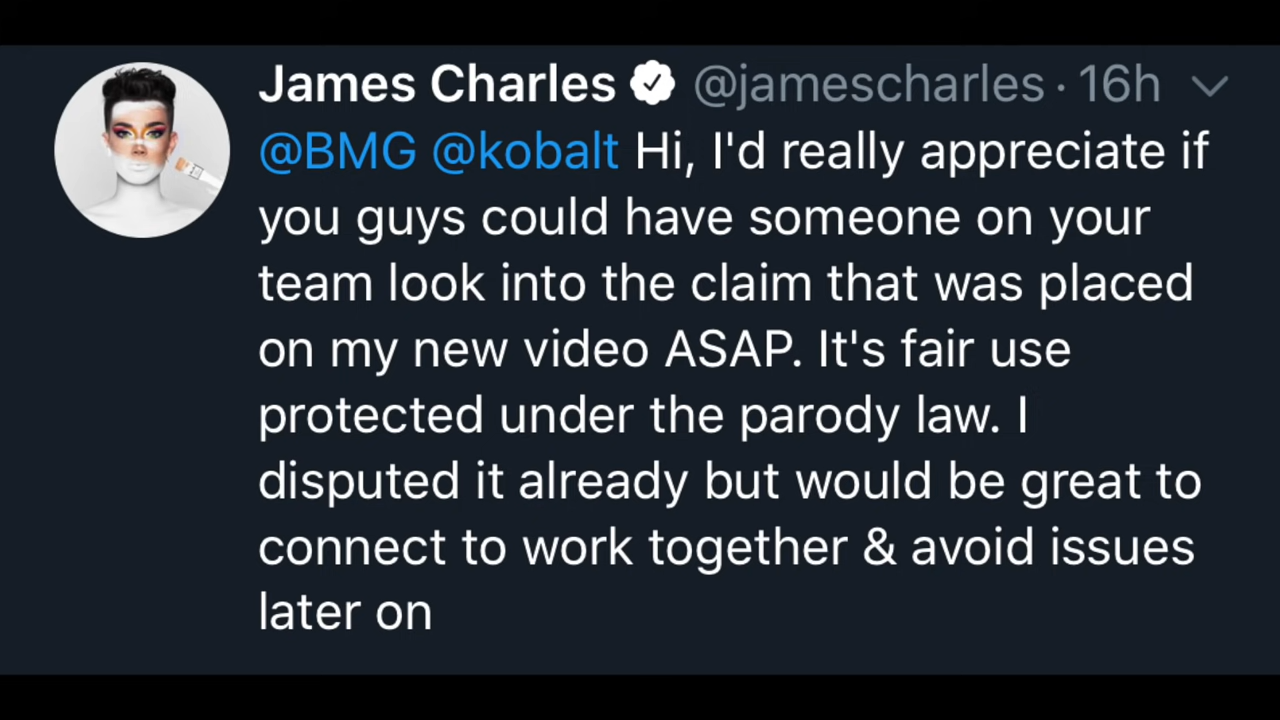 James Charles @jamescharles · 16h
@BMG @kobalt Hi, I'd really appreciate if
you guys could have someone on your
team look into the claim that was placed
on my new video ASAP. It's fair use
protected under the parody law. I
disputed it already but would be great to
connect to work together & avoid issues
later on